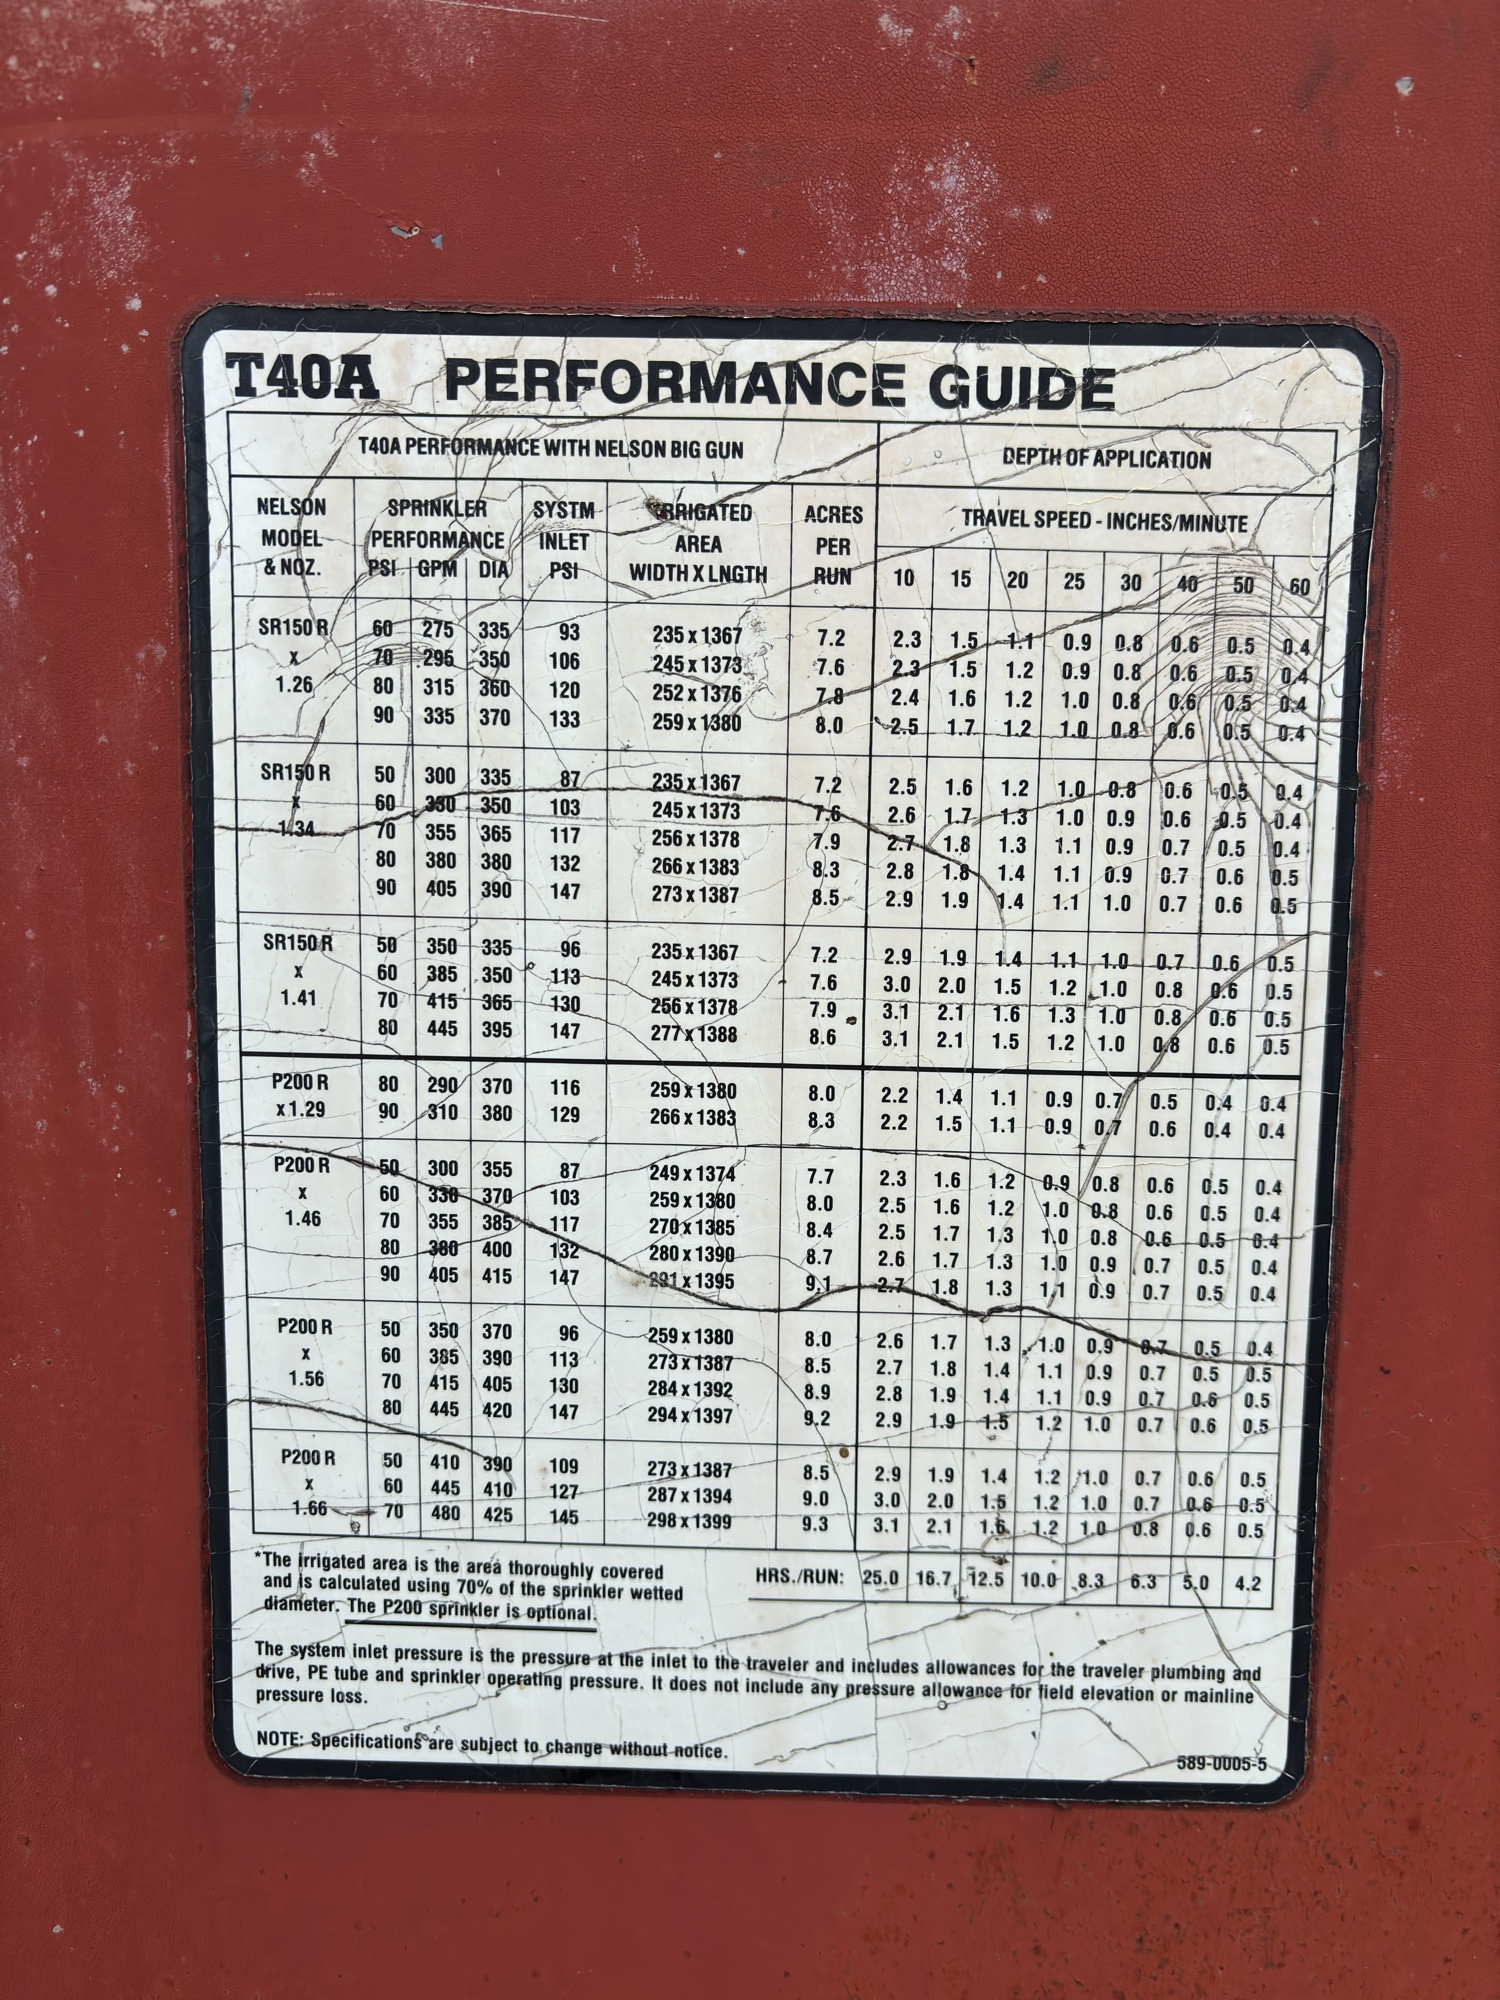 T40A PERFORMANCE GUIDE
T40A PERFORMANCE WITH NELSON BIG GUN DEPTH OF APPLICATION
NELSON SPRINKLER SYSTM IRRIGATED ACRES TRAVEL SPEED - INCHES/MINUTE
MODEL PERFORMANCE INLET AREA PER
& NOZ. PSI GPM DIA PSI WIDTH X LNGTH RUN 10 15 20 25 30 40 50 60
SR150 R 60 275 335 93 235 x 1367 7.2 2.3 1.5 1.1 0.9 0.8 0.6 0.5 0.4
x 70 295 350 106 245 x 1373 7.6 2.3 1.5 1.2 0.9 0.8 0.6 0.5 0.4
1.26 80 315 360 120 252 x 1376 7.8 2.4 1.6 1.2 1.0 0.8 0.6 0.5 0.4
90 335 370 133 259 x 1380 8.0 2.5 1.7 1.2 1.0 0.8 0.6 0.5 0.4
SR150 R 50 300 335 87 235 x 1367 7.2 2.5 1.6 1.2 1.0 0.8 0.6 0.5 0.4
x 60 330 350 103 245 x 1373 7.6 2.6 1.7 1.3 1.0 0.9 0.6 0.5 0.4
1.34 70 355 365 117 256 x 1378 7.9 2.7 1.8 1.3 1.1 0.9 0.7 0.5 0.4
80 380 380 132 266 x 1383 8.3 2.8 1.8 1.4 1.1 0.9 0.7 0.6 0.5
90 405 390 147 273 x 1387 8.5 2.9 1.9 1.4 1.1 1.0 0.7 0.6 0.5
SR150 R 50 350 335 96 235 x 1367 7.2 2.9 1.9 1.4 1.1 1.0 0.7 0.6 0.5
x 60 385 350 113 245 x 1373 7.6 3.0 2.0 1.5 1.2 1.0 0.8 0.6 0.5
1.41 70 415 365 130 256 x 1378 7.9 3.1 2.1 1.6 1.3 1.0 0.8 0.6 0.5
80 445 395 147 277 x 1388 8.6 3.1 2.1 1.5 1.2 1.0 0.8 0.6 0.5
P200 R 80 290 370 116 259 x 1380 8.0 2.2 1.4 1.1 0.9 0.7 0.5 0.4 0.4
x 1.29 90 310 380 129 266 x 1383 8.3 2.2 1.5 1.1 0.9 0.7 0.6 0.4 0.4
P200 R 50 300 355 87 249 x 1374 7.7 2.3 1.6 1.2 0.9 0.8 0.6 0.5 0.4
x 60 330 370 103 259 x 1380 8.0 2.5 1.6 1.2 1.0 0.8 0.6 0.5 0.4
1.46 70 355 385 117 270 x 1385 8.4 2.5 1.7 1.3 1.0 0.8 0.6 0.5 0.4
80 380 400 132 280 x 1390 8.7 2.6 1.7 1.3 1.0 0.9 0.7 0.5 0.4
90 405 415 147 291 x 1395 9.1 2.7 1.8 1.3 1.1 0.9 0.7 0.5 0.4
P200 R 50 350 370 96 259 x 1380 8.0 2.6 1.7 1.3 1.0 0.9 0.7 0.5 0.4
x 60 385 390 113 273 x 1387 8.5 2.7 1.8 1.4 1.1 0.9 0.7 0.5 0.5
1.56 70 415 405 130 284 x 1392 8.9 2.8 1.9 1.4 1.1 0.9 0.7 0.6 0.5
80 445 420 147 294 x 1397 9.2 2.9 1.9 1.5 1.2 1.0 0.7 0.6 0.5
P200 R 50 410 390 109 273 x 1387 8.5 2.9 1.9 1.4 1.2 1.0 0.7 0.6 0.5
x 60 445 410 127 287 x 1394 9.0 3.0 2.0 1.5 1.2 1.0 0.7 0.6 0.5
1.66 70 480 425 145 298 x 1399 9.3 3.1 2.1 1.6 1.2 1.0 0.8 0.6 0.5
HRS./RUN: 25.0 16.7 12.5 10.0 8.3 6.3 5.0 4.2
*The irrigated area is the area thoroughly covered
and is calculated using 70% of the sprinkler wetted
diameter. The P200 sprinkler is optional.
The system inlet pressure is the pressure at the inlet to the traveler and includes allowances for the traveler plumbing and
drive, PE tube and sprinkler operating pressure. It does not include any pressure allowance for field elevation or mainline
pressure loss.
NOTE: Specifications are subject to change without notice.
589-0005-5